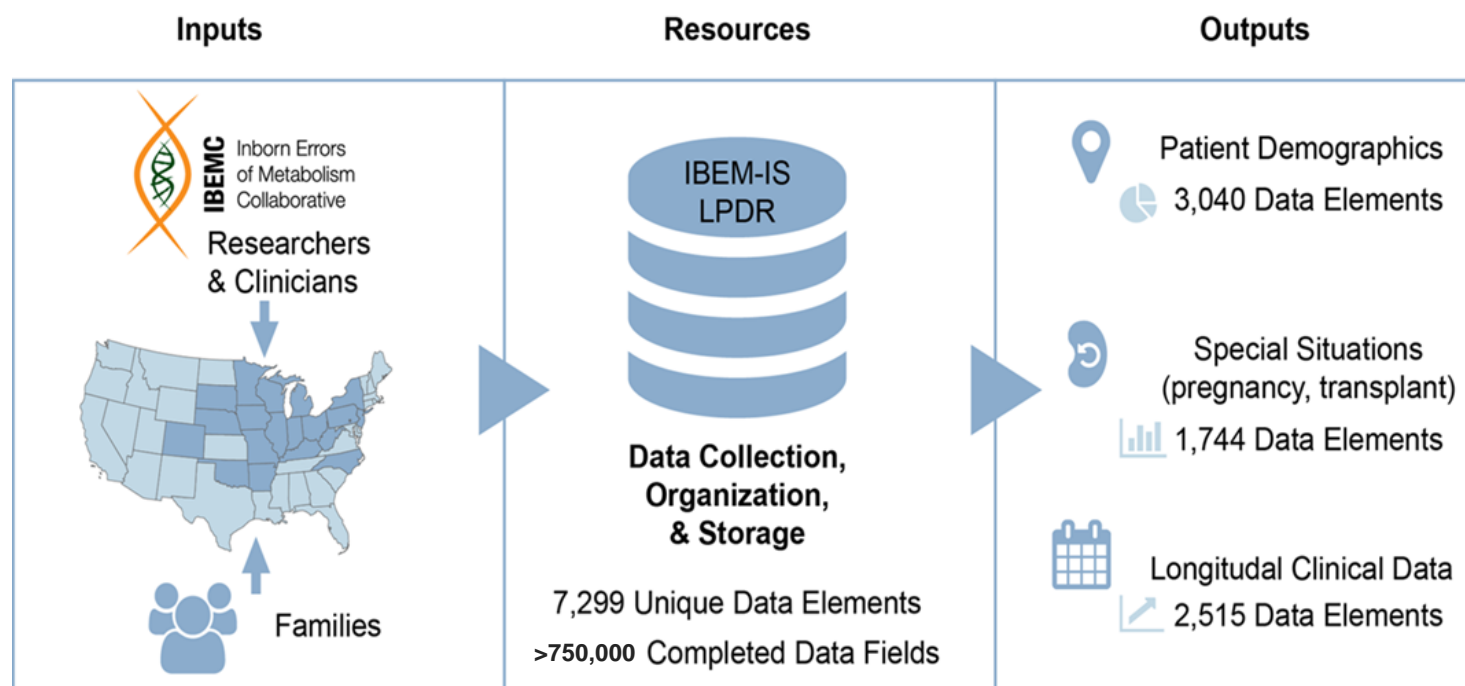 Inputs
Resources
Outputs
IBEMC
Inborn Errors
of Metabolism
Collaborative
Researchers
& Clinicians
Families
IBEM-IS
LPDR
Data Collection,
Organization,
& Storage
7,299 Unique Data Elements
>750,000 Completed Data Fields
Patient Demographics
3,040 Data Elements
Special Situations
(pregnancy, transplant)
1,744 Data Elements
Longitudal Clinical Data
2,515 Data Elements